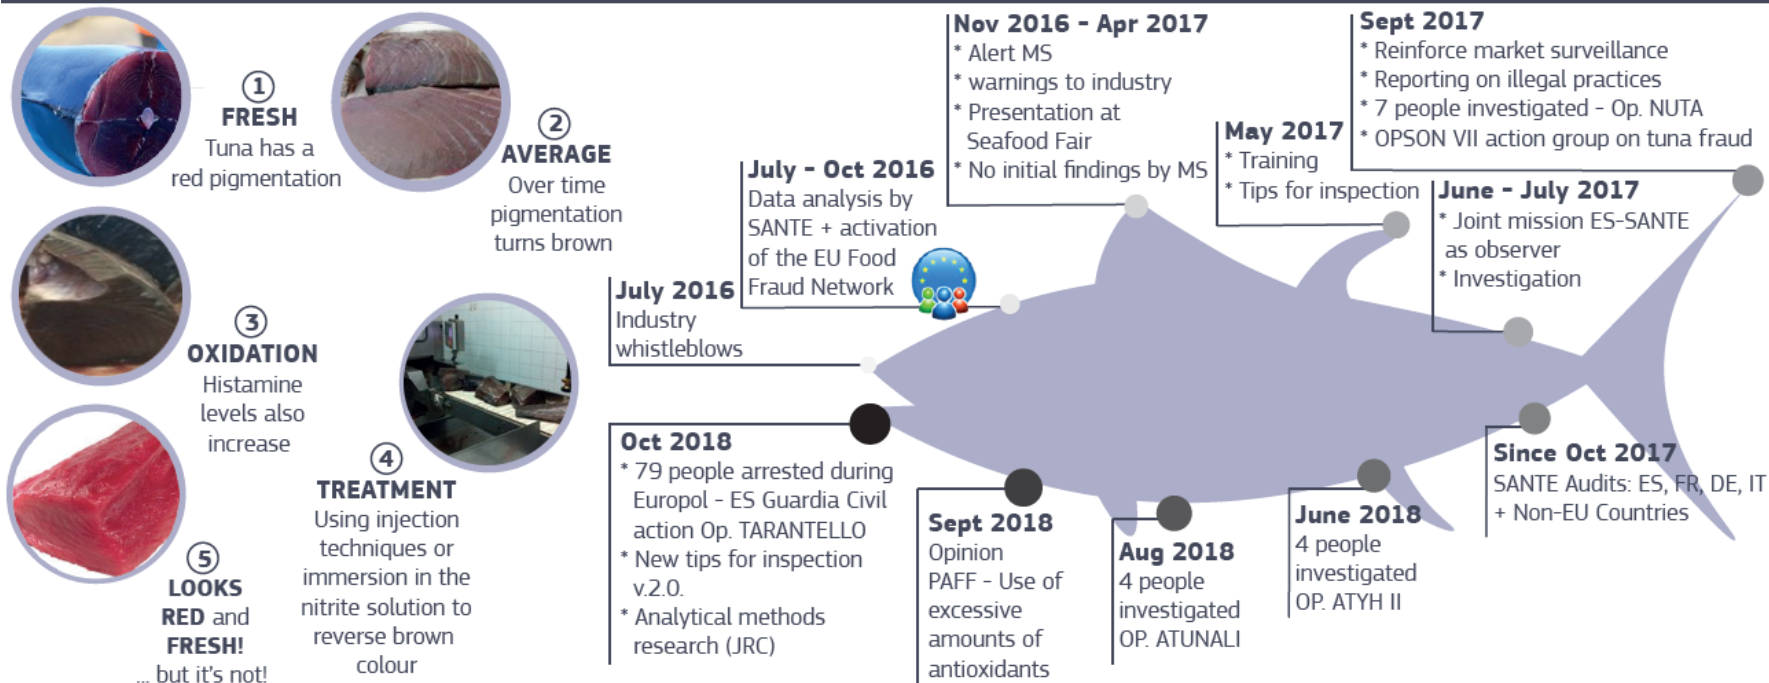 1
FRESH
Tuna has a
red pigmentation
2
AVERAGE
Over time
pigmentation
turns brown
3
OXIDATION
Histamine
levels also
increase
4
TREATMENT
Using injection
techniques or
immersion in the
nitrite solution to
reverse brown
colour
5
LOOKS
RED and
FRESH!
... but it's not!
July 2016
Industry
whistleblows
July - Oct 2016
Data analysis by
SANTE + activation
of the EU Food
Fraud Network
Nov 2016 - Apr 2017
* Alert MS
* warnings to industry
* Presentation at
Seafood Fair
* No initial findings by MS
May 2017
* Training
* Tips for inspection
June - July 2017
* Joint mission ES-SANTE
as observer
* Investigation
Sept 2017
* Reinforce market surveillance
* Reporting on illegal practices
* 7 people investigated - Op. NUTA
* OPSON VII action group on tuna fraud
Since Oct 2017
SANTE Audits: ES, FR, DE, IT
+ Non-EU Countries
June 2018
4 people
investigated
OP. ATYH II
Aug 2018
4 people
investigated
OP. ATUNALI
Sept 2018
Opinion
PAFF - Use of
excessive
amounts of
antioxidants
Oct 2018
* 79 people arrested during
Europol - ES Guardia Civil
action Op. TARANTELLO
* New tips for inspection
v.2.0.
* Analytical methods
research (JRC)